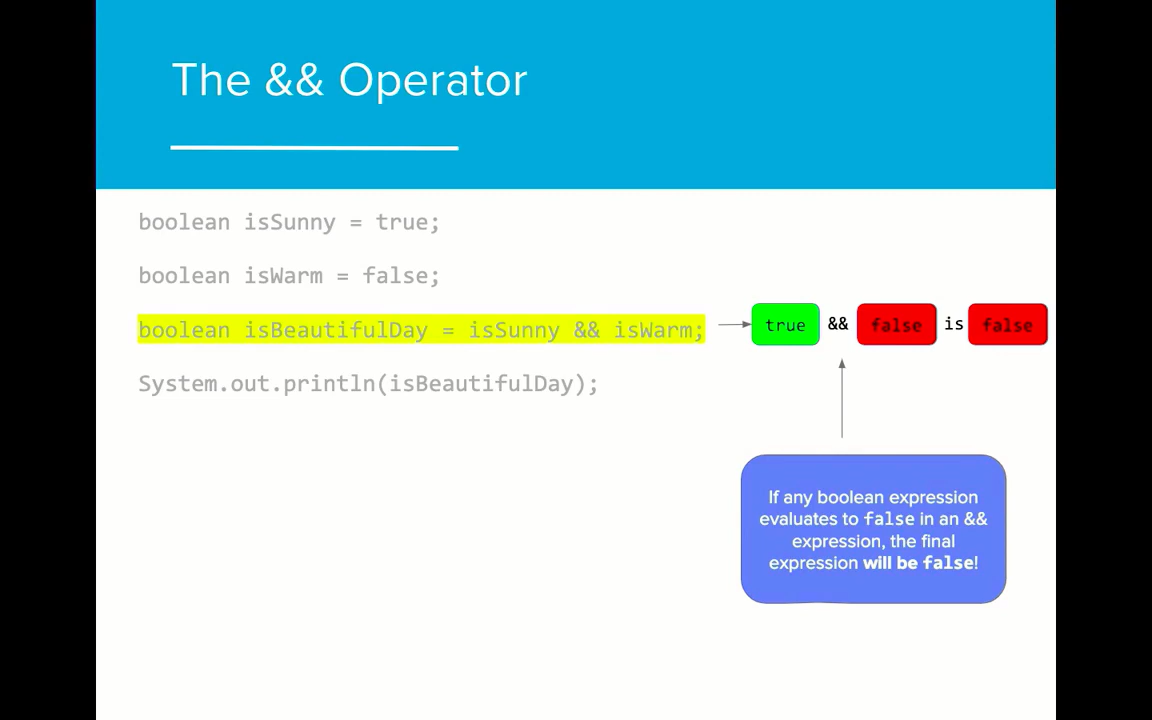 The && Operator
boolean isSunny = true;
boolean isWarm = false;
boolean isBeautifulDay = isSunny && isWarm;
true && false is false
System.out.println(isBeautifulDay);
If any boolean expression
evaluates to false in an &&
expression, the final
expression will be false!